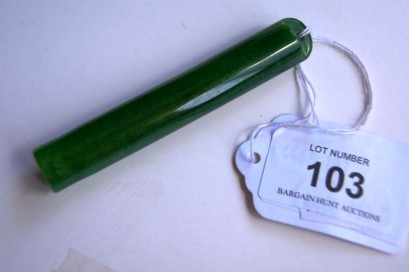 LOT NUMBER
103
BARGAIN HUNT AUCTIONS